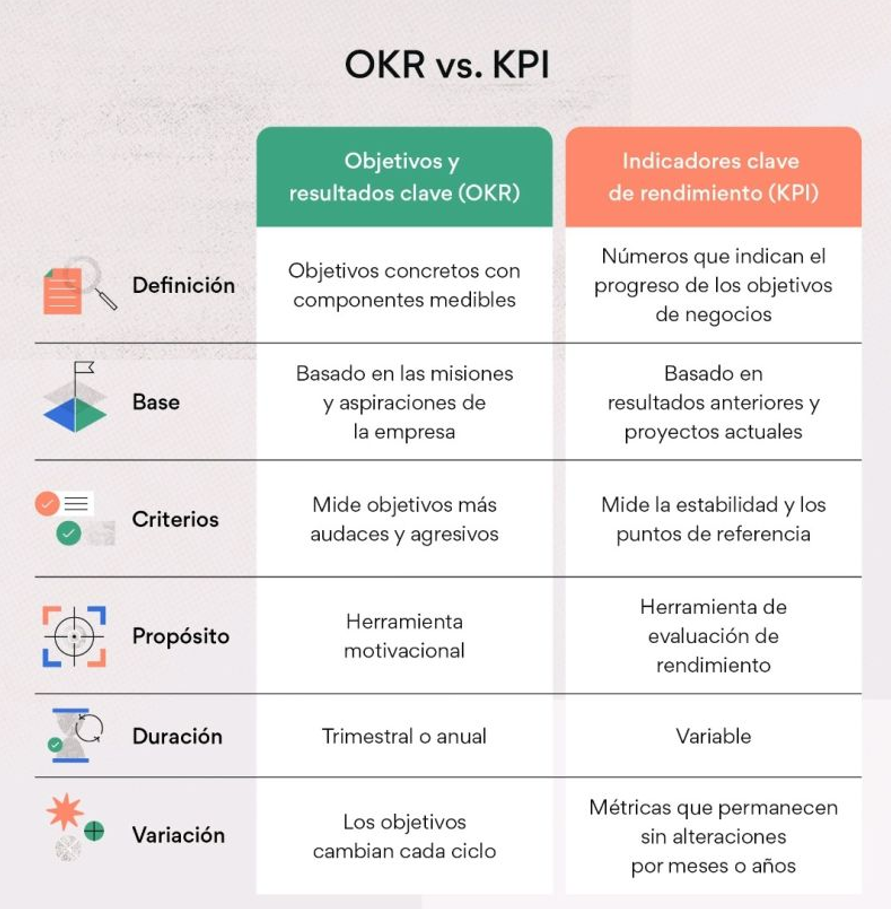 OKR vs. KPI
Objetivos y
resultados clave (OKR)
Indicadores clave
de rendimiento (KPI)
Definición
Objetivos concretos con
componentes medibles
Números que indican el
progreso de los objetivos
de negocios
Base
Basado en las misiones
y aspiraciones de
la empresa
Basado en
resultados anteriores y
proyectos actuales
Criterios
Mide objetivos más
audaces y agresivos
Mide la estabilidad y los
puntos de referencia
Propósito
Herramienta
motivacional
Herramienta de
evaluación de
rendimiento
Duración
Trimestral o anual
Variable
Variación
Los objetivos
cambian cada ciclo
Métricas que permanecen
sin alteraciones
por meses o años